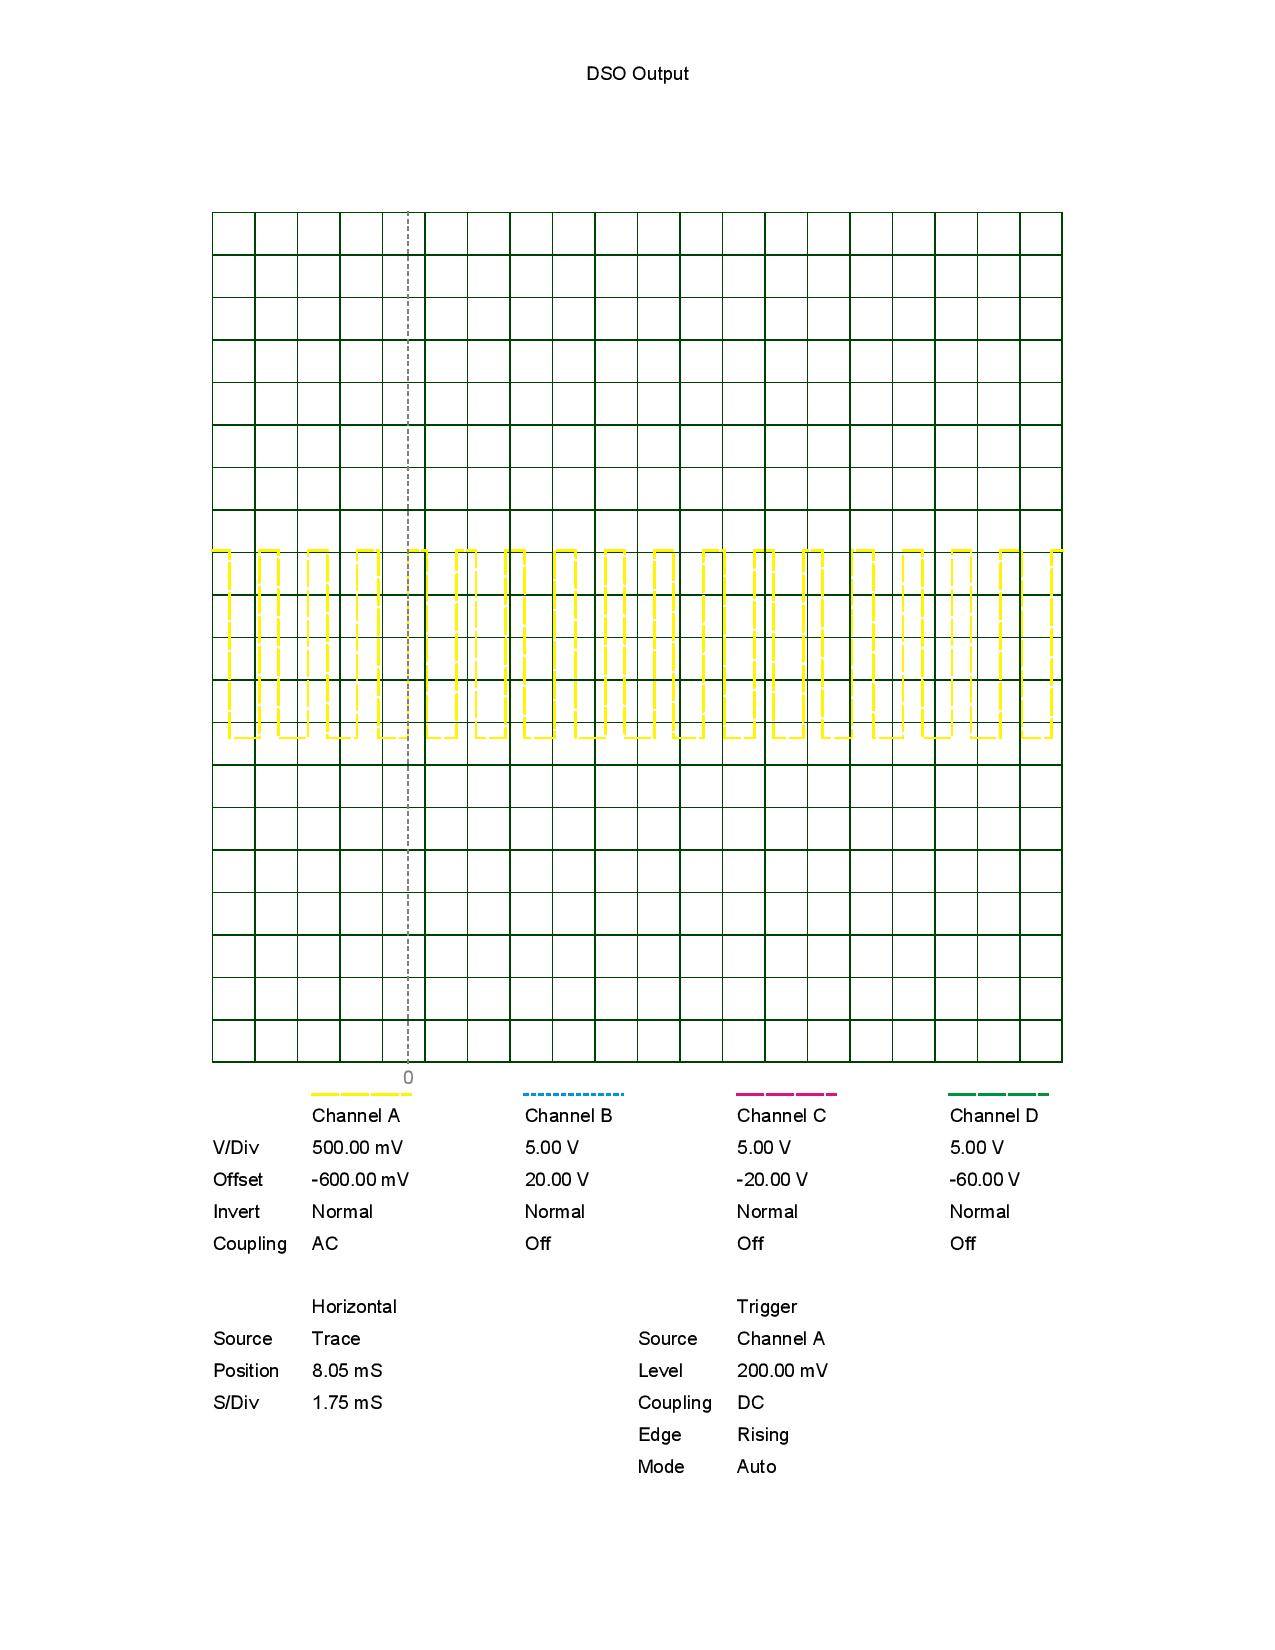 DSO Output
0
Channel A Channel B Channel C Channel D
V/Div 500.00 mV 5.00 V 5.00 V 5.00 V
Offset -600.00 mV 20.00 V -20.00 V -60.00 V
Invert Normal Normal Normal Normal
Coupling AC Off Off Off
Horizontal Trigger
Source Trace Source Channel A
Position 8.05 mS Level 200.00 mV
S/Div 1.75 mS Coupling DC
Edge Rising
Mode Auto